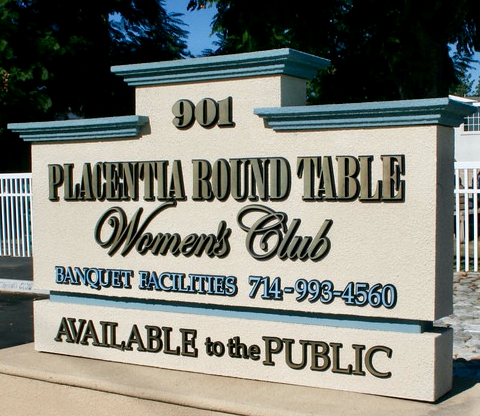 901
PLACENTIA ROUND TABLE
Women's Club
BANQUET FACILITIES 714-993-4560
AVAILABLE to the PUBLIC